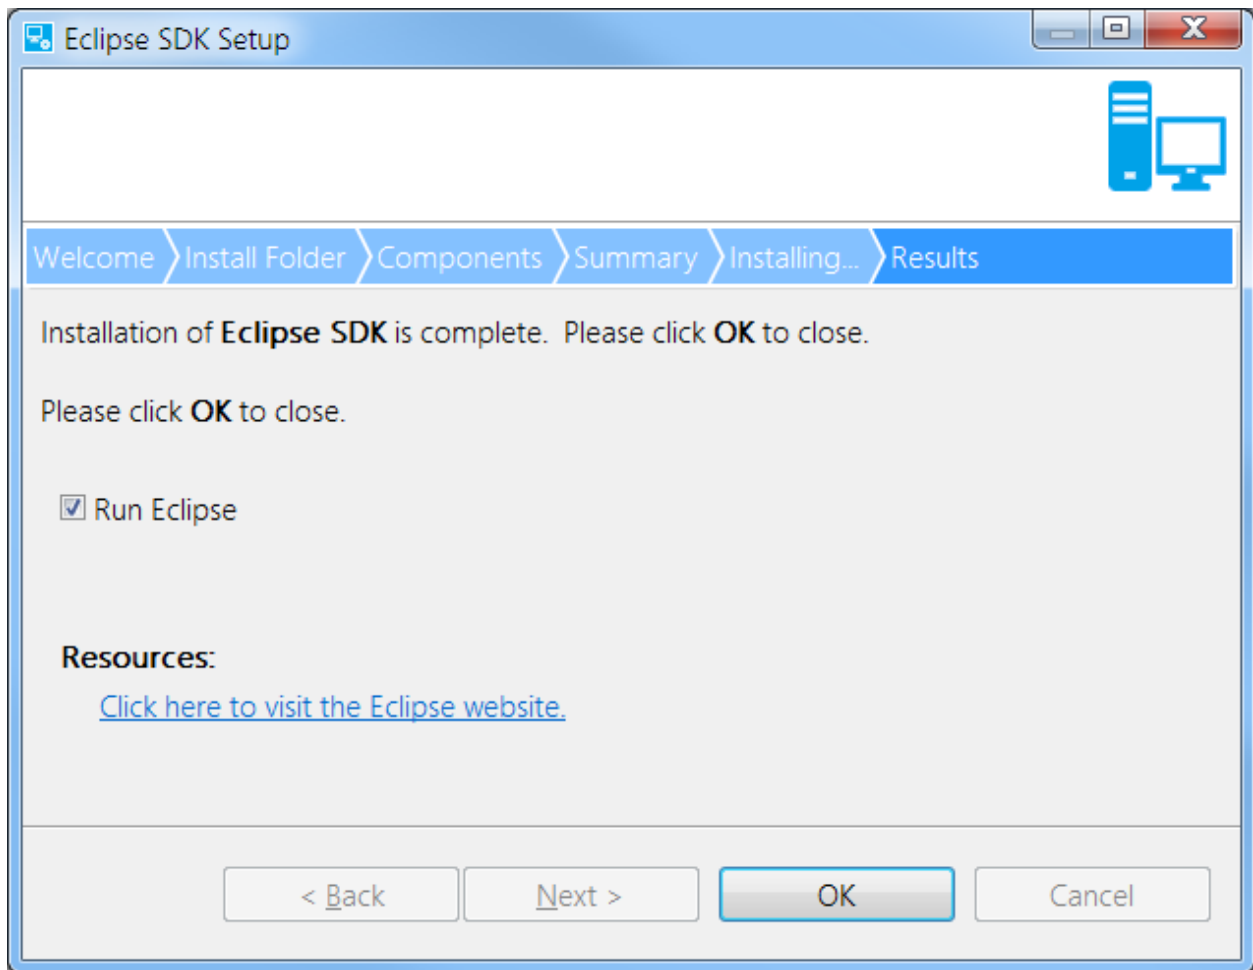 Eclipse SDK Setup
Welcome Install Folder Components Summary Installing... Results
Installation of Eclipse SDK is complete.  Please click OK to close.
Please click OK to close.
Run Eclipse
Resources:
Click here to visit the Eclipse website.
< Back Next > OK Cancel